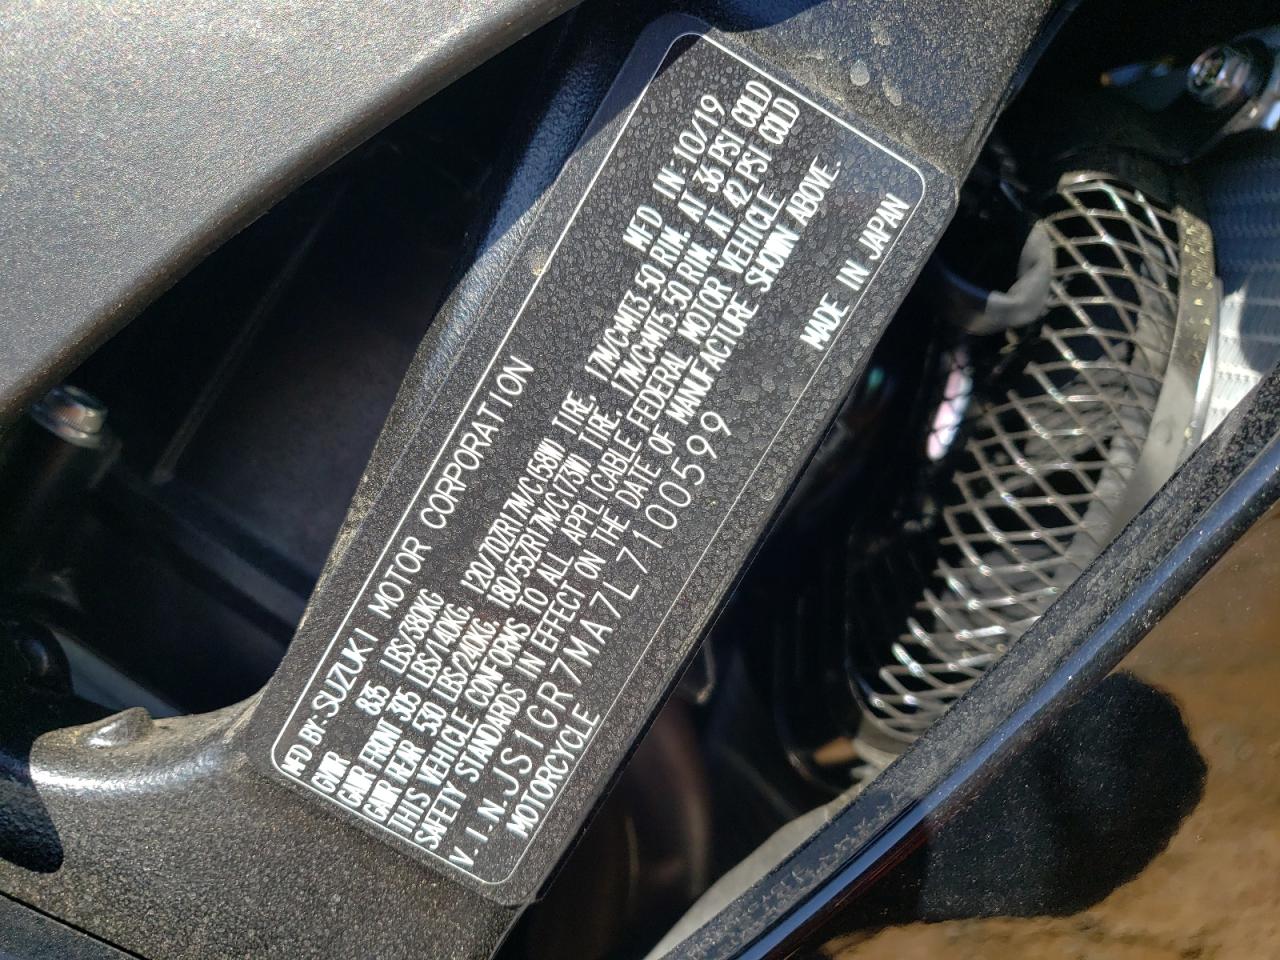 MFD BY: SUZUKI MOTOR CORPORATION MFD IN: 10/19
GVWR 835 LBS/380KG
GAWR FRONT 305 LBS/140KG. 120/70ZR17M/C(58W) TIRE, 17M/CxMT3.50 RIM. AT 36 PSI COLD
GAWR REAR 530 LBS/240KG. 180/55ZR17M/C(73W) TIRE, 17M/CxMT5.50 RIM. AT 42 PSI COLD
THIS VEHICLE CONFORMS TO ALL APPLICABLE FEDERAL MOTOR VEHICLE
SAFETY STANDARDS IN EFFECT ON THE DATE OF MANUFACTURE SHOWN ABOVE.
V.I.N. JS1GR7MA7L7100599
MOTORCYCLE MADE IN JAPAN